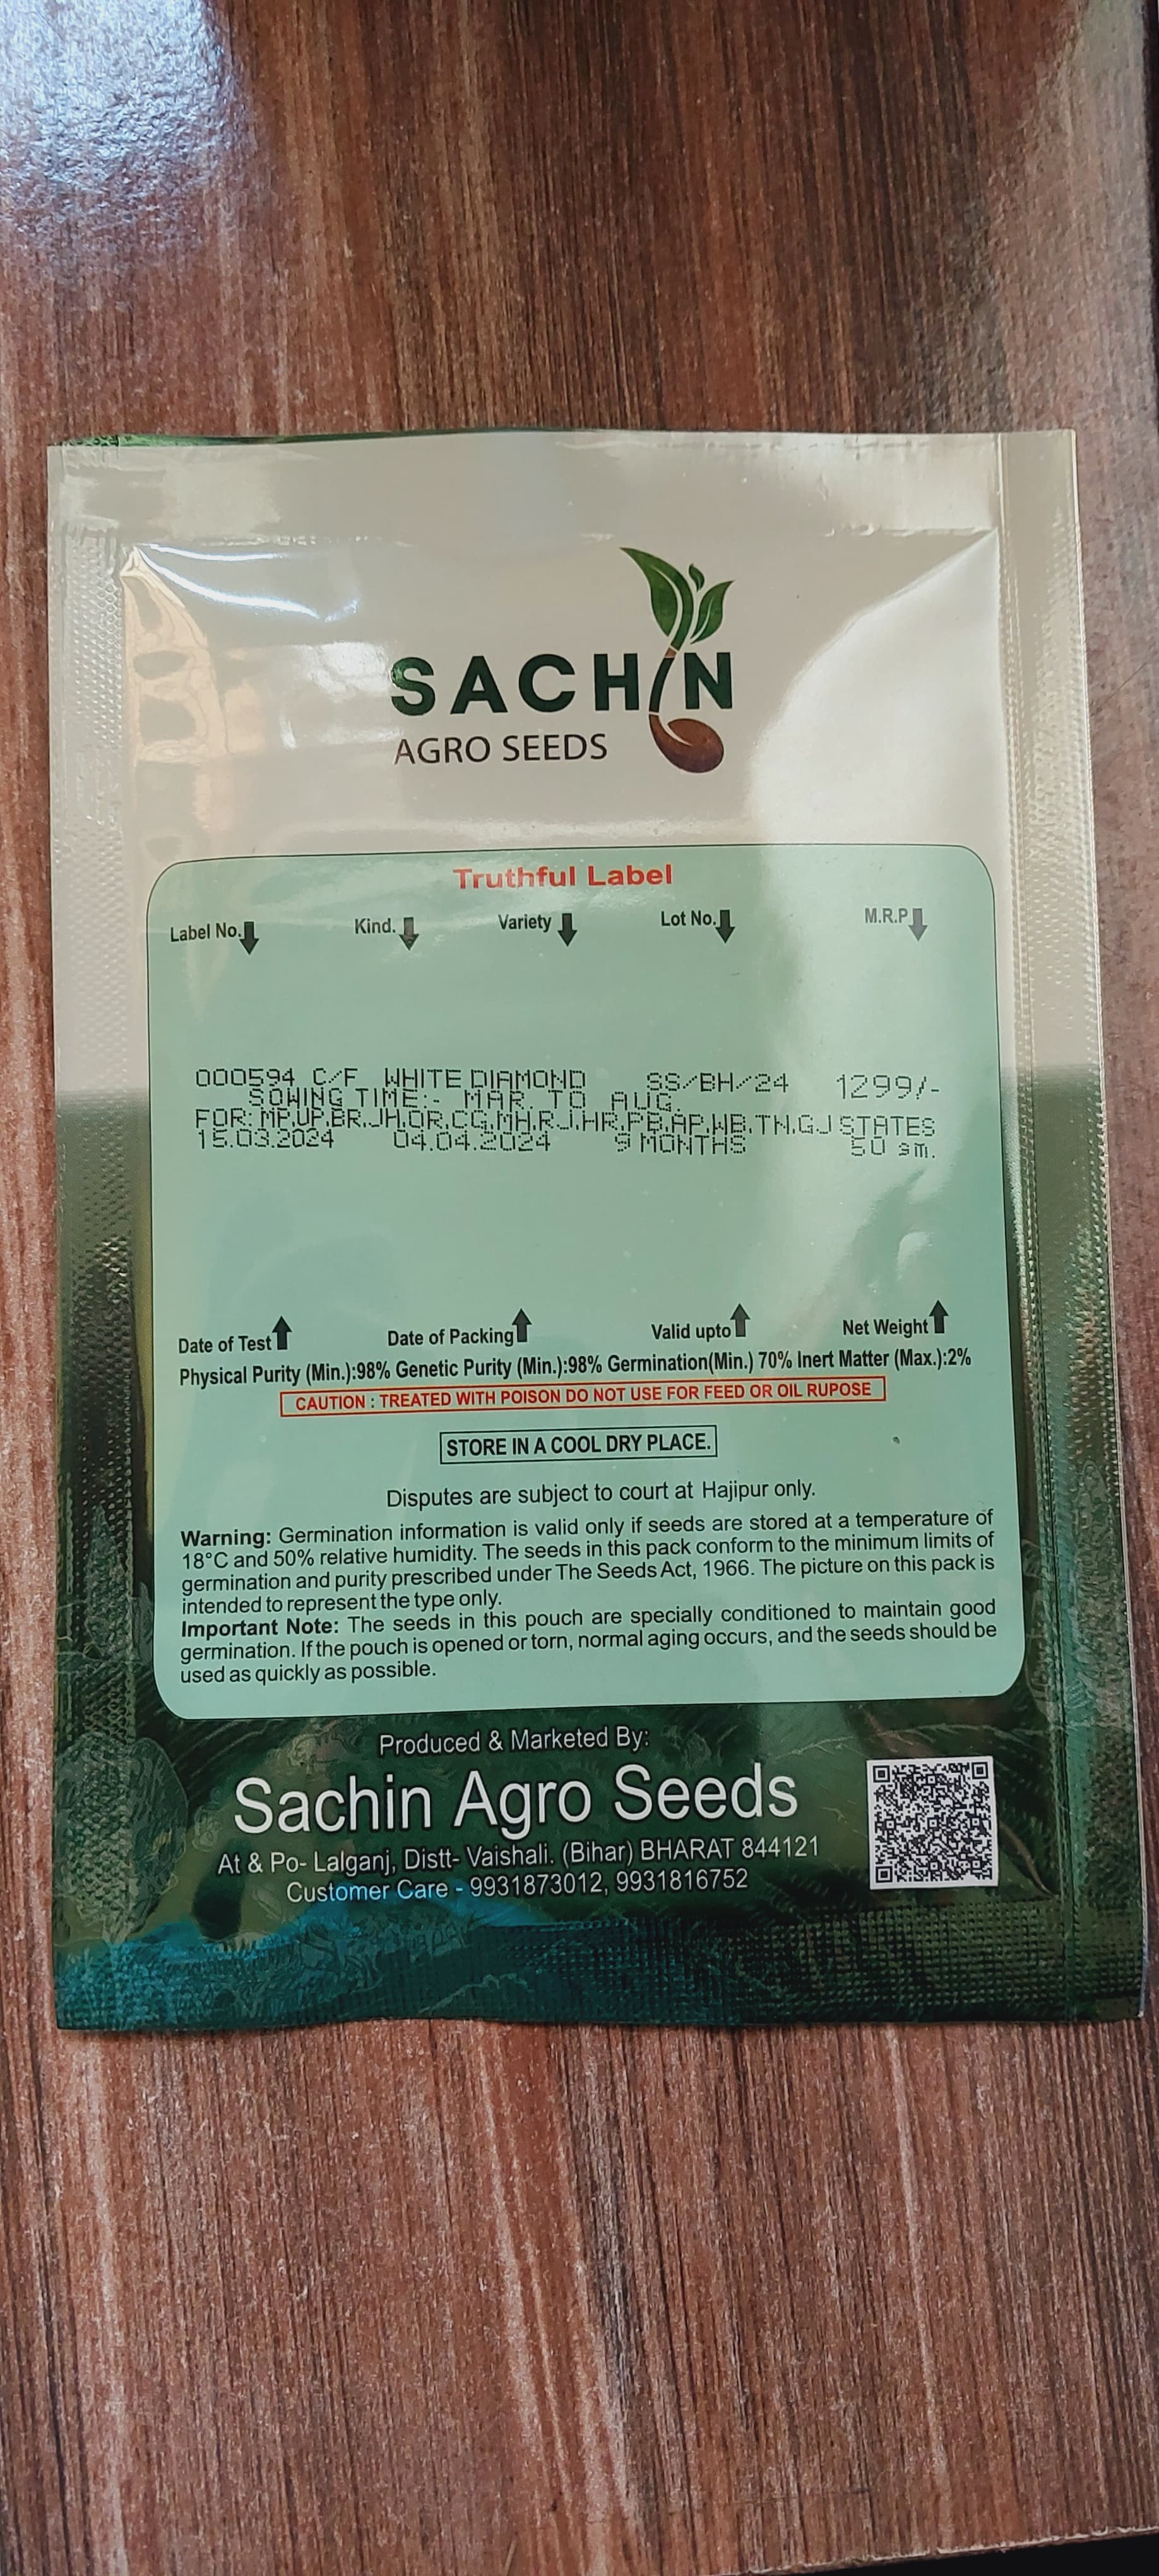 SACHIN
AGRO SEEDS
Truthful Label
Label No. Kind. Variety Lot No. M.R.P
000594 C/F WHITE DIAMOND SS/BH/24 1299/-
SOWING TIME:- MAR. TO AUG.
FOR: MP.UP.BR.JH.OR.CG.MH.RJ.HR.PB.AP.WB.TN.GJ STATES
15.03.2024 04.04.2024 9 MONTHS 50 gm.
Date of Test Date of Packing Valid upto Net Weight
Physical Purity (Min.):98% Genetic Purity (Min.):98% Germination(Min.) 70% Inert Matter (Max.):2%
CAUTION : TREATED WITH POISON DO NOT USE FOR FEED OR OIL RUPOSE
STORE IN A COOL DRY PLACE.
Disputes are subject to court at Hajipur only.
Warning: Germination information is valid only if seeds are stored at a temperature of
18°C and 50% relative humidity. The seeds in this pack conform to the minimum limits of
germination and purity prescribed under The Seeds Act, 1966. The picture on this pack is
intended to represent the type only.
Important Note: The seeds in this pouch are specially conditioned to maintain good
germination. If the pouch is opened or torn, normal aging occurs, and the seeds should be
used as quickly as possible.
Produced & Marketed By:
Sachin Agro Seeds
At & Po- Lalganj, Distt- Vaishali. (Bihar) BHARAT 844121
Customer Care - 9931873012, 9931816752